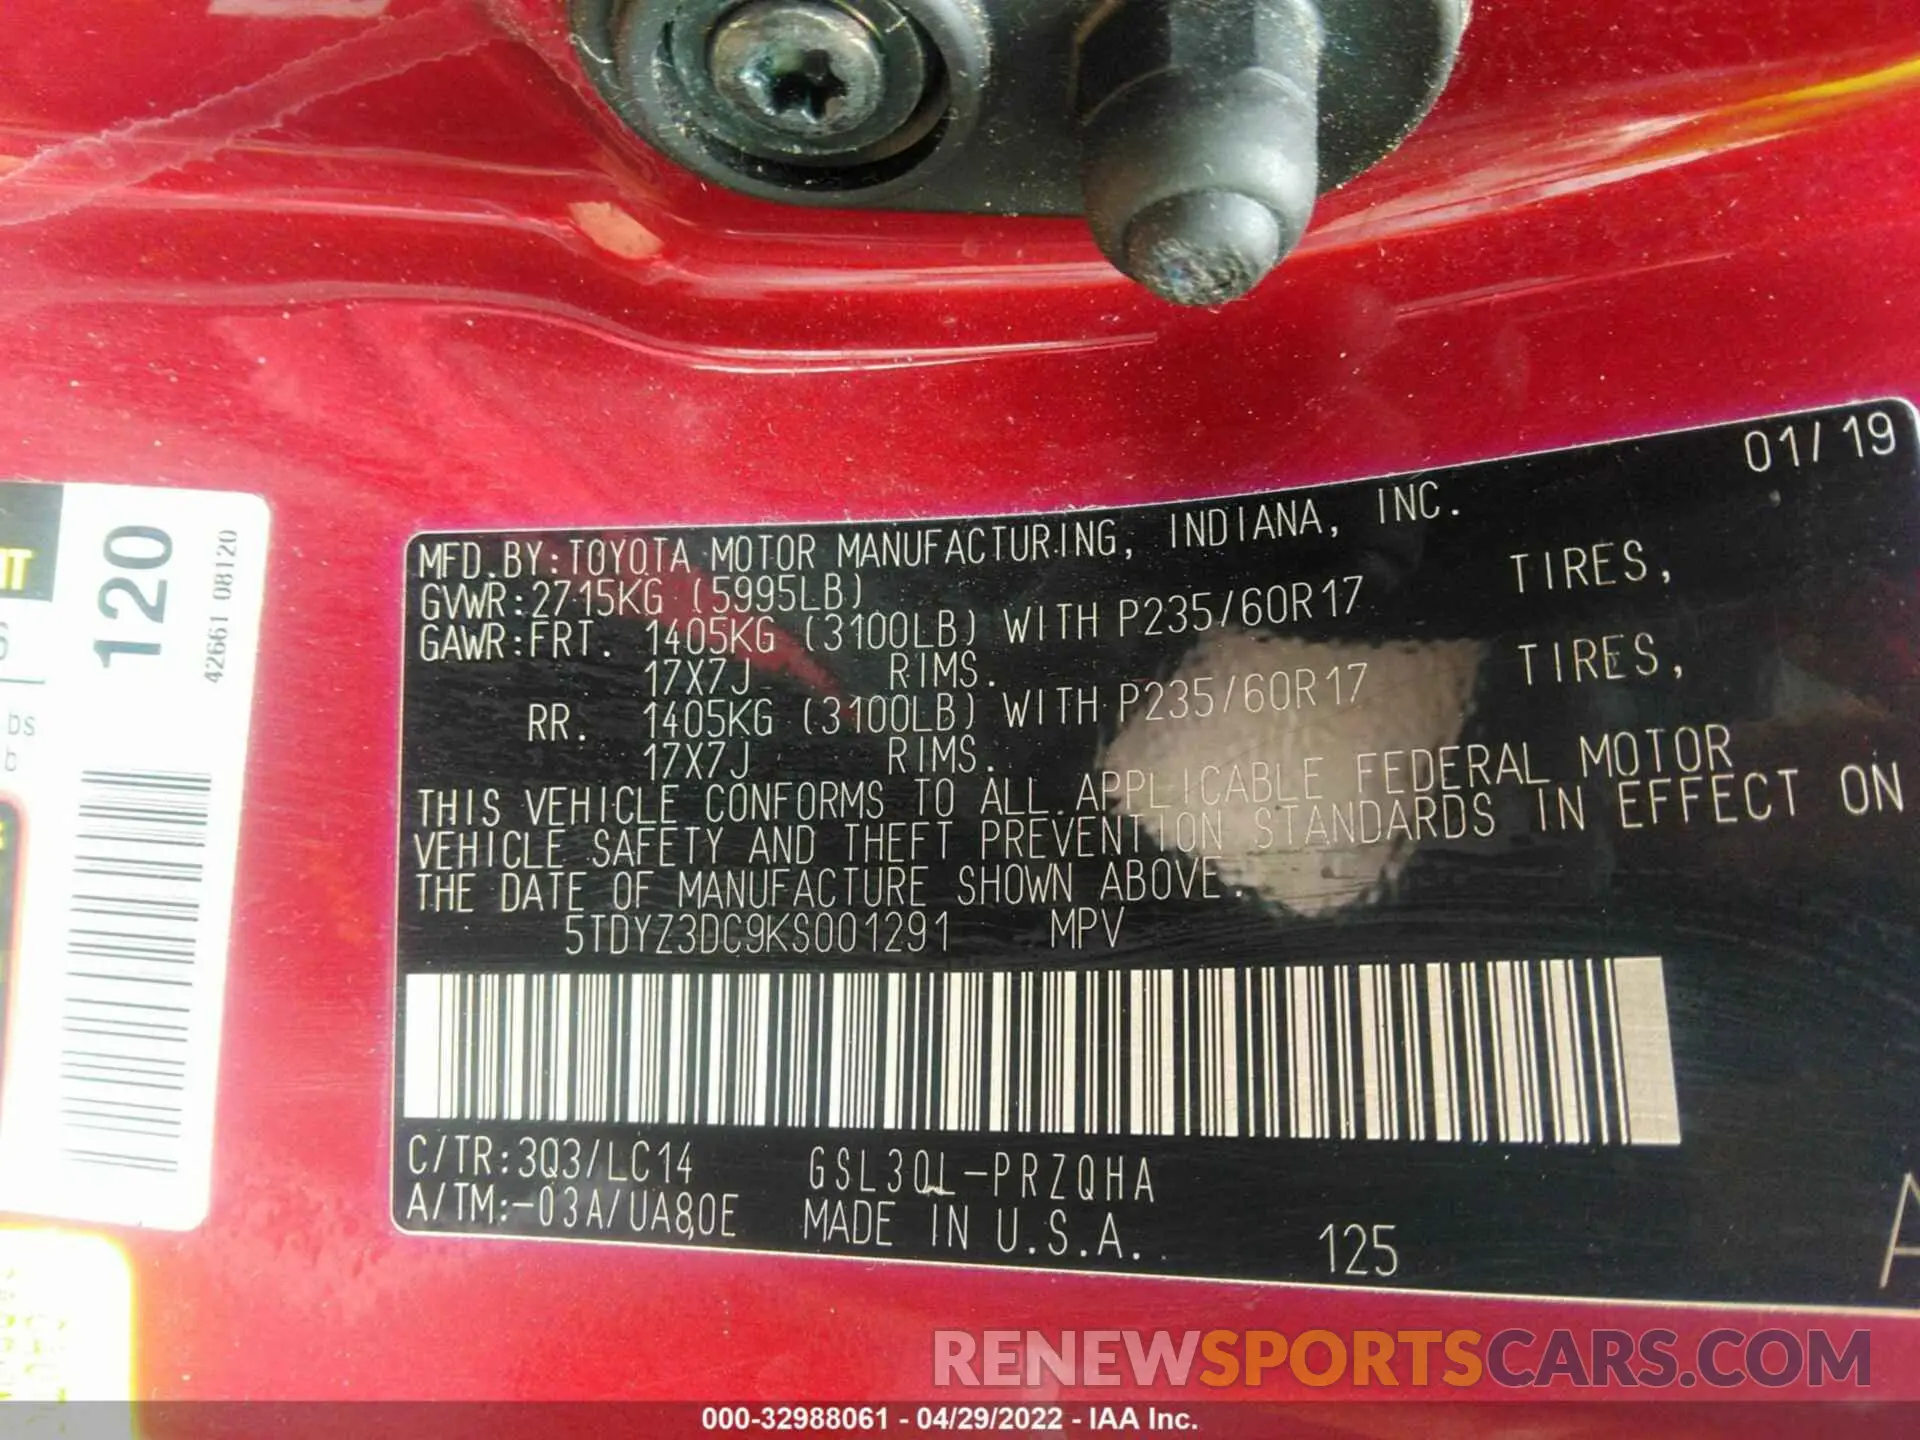 01/19
MFD. BY: TOYOTA MOTOR MANUFACTURING, INDIANA, INC.
GVWR: 2715KG (5995LB)
GAWR: FRT. 1405KG (3100LB) WITH P235/60R17 TIRES,
17X7J RIMS.
RR. 1405KG (3100LB) WITH P235/60R17 TIRES,
17X7J RIMS.
THIS VEHICLE CONFORMS TO ALL APPLICABLE FEDERAL MOTOR
VEHICLE SAFETY AND THEFT PREVENTION STANDARDS IN EFFECT ON
THE DATE OF MANUFACTURE SHOWN ABOVE.
5TDYZ3DC9KS001291 MPV
C/TR: 3Q3/LC14 GSL30L-PRZQHA
A/TM: -03A/UA80E MADE IN U.S.A. 125
120
42661 08120
RENEWSPORTSCARS.COM
000-32988061 - 04/29/2022 - IAA Inc.